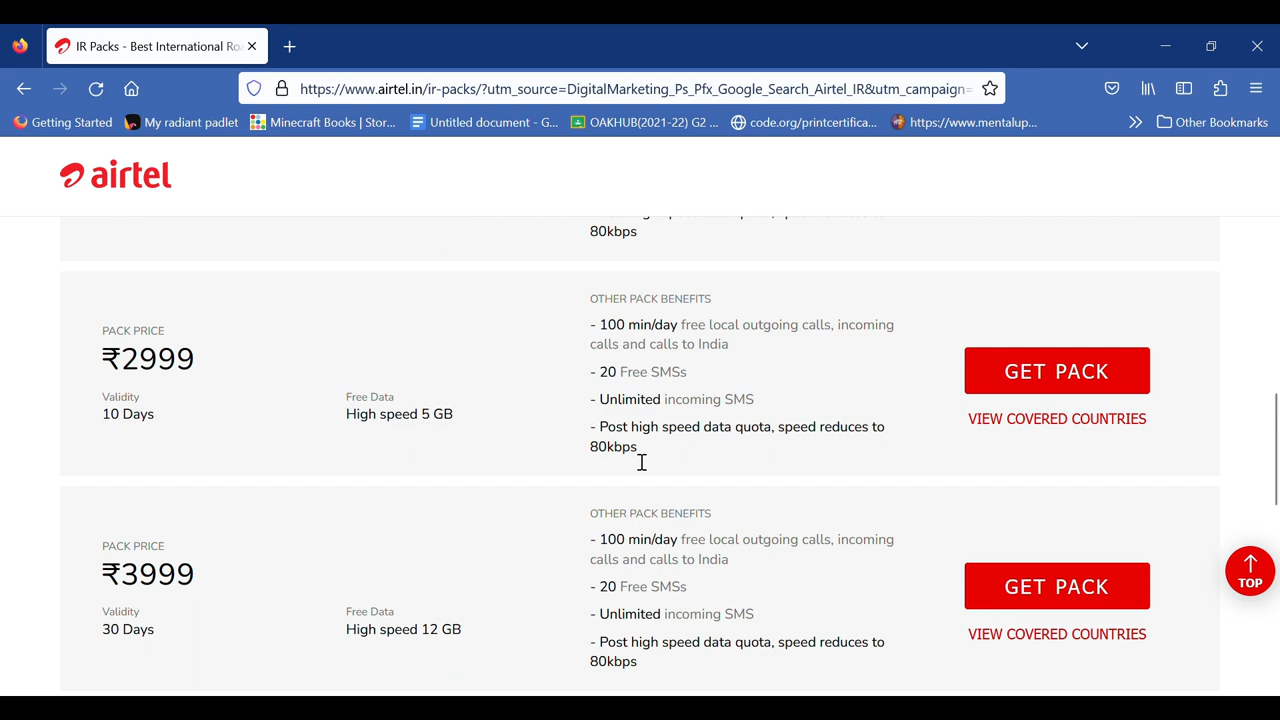 IR Packs - Best International Ro
https://www.airtel.in/ir-packs/?utm_source=DigitalMarketing_Ps_Pfx_Google_Search_Airtel_IR&utm_campaign=
Getting Started
My radiant padlet
Minecraft Books | Stor...
Untitled document - G...
OAKHUB(2021-22) G2 ...
code.org/printcertifica...
https://www.mentalup...
Other Bookmarks
airtel
80kbps
PACK PRICE
₹2999
Validity
10 Days
Free Data
High speed 5 GB
OTHER PACK BENEFITS
- 100 min/day free local outgoing calls, incoming
calls and calls to India
- 20 Free SMSs
- Unlimited incoming SMS
- Post high speed data quota, speed reduces to
80kbps
GET PACK
VIEW COVERED COUNTRIES
PACK PRICE
₹3999
Validity
30 Days
Free Data
High speed 12 GB
OTHER PACK BENEFITS
- 100 min/day free local outgoing calls, incoming
calls and calls to India
- 20 Free SMSs
- Unlimited incoming SMS
- Post high speed data quota, speed reduces to
80kbps
GET PACK
VIEW COVERED COUNTRIES
TOP